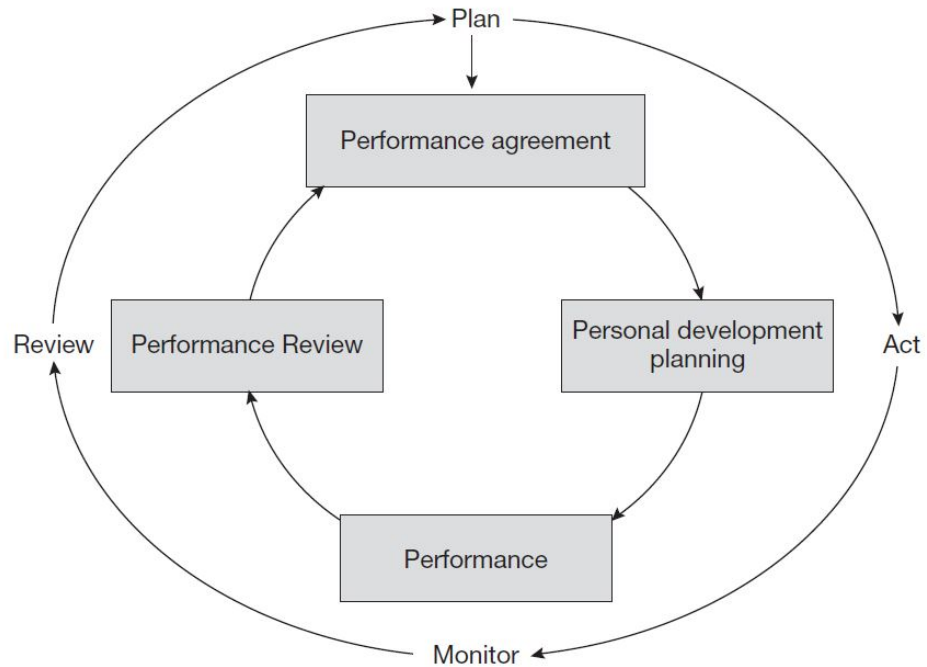 Plan
Performance agreement
Review
Performance Review
Personal development
planning
Act
Performance
Monitor